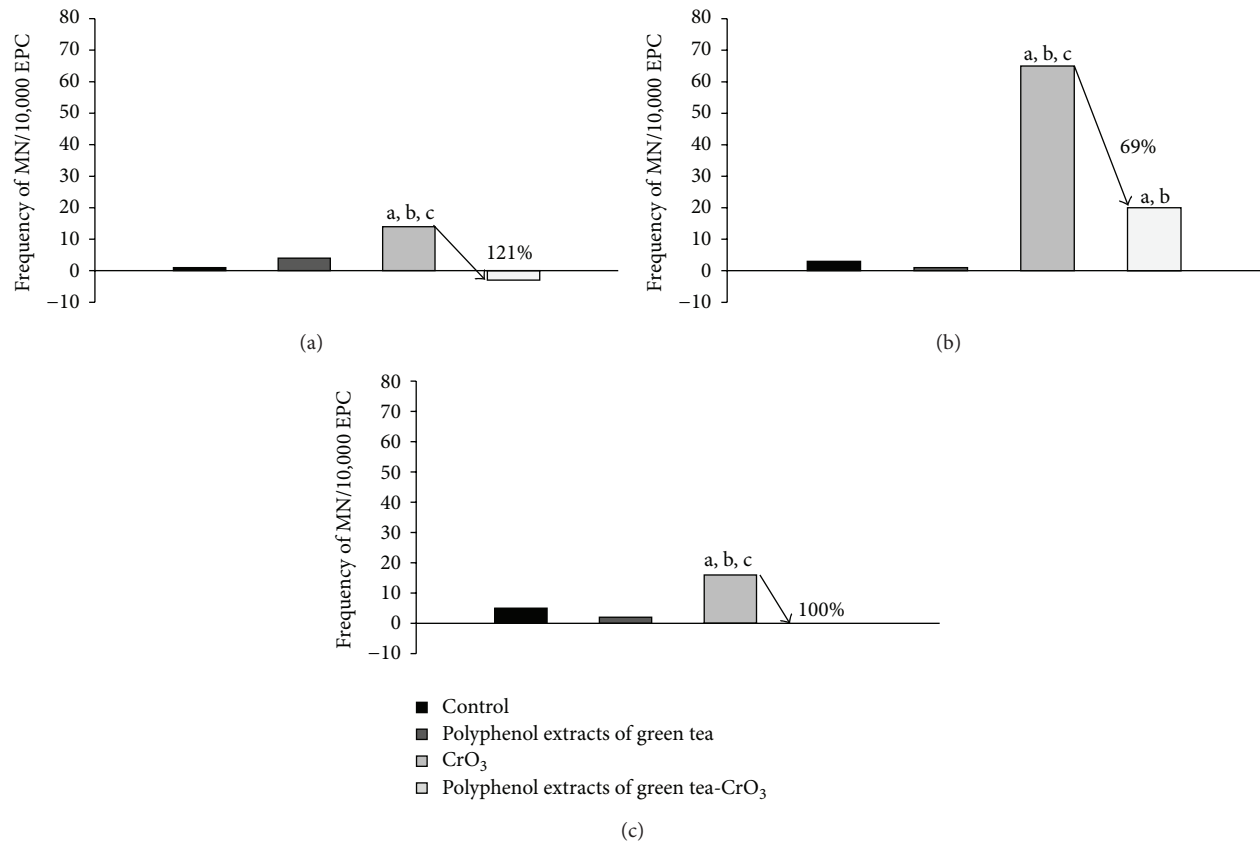 Frequency of MN/10,000 EPC
80
70
60
50
40
30
20
10
0
−10
a, b, c
121%
(a)
Frequency of MN/10,000 EPC
80
70
60
50
40
30
20
10
0
−10
a, b, c
69%
a, b
(b)
Frequency of MN/10,000 EPC
80
70
60
50
40
30
20
10
0
−10
a, b, c
100%
Control
Polyphenol extracts of green tea
CrO₃
Polyphenol extracts of green tea-CrO₃
(c)